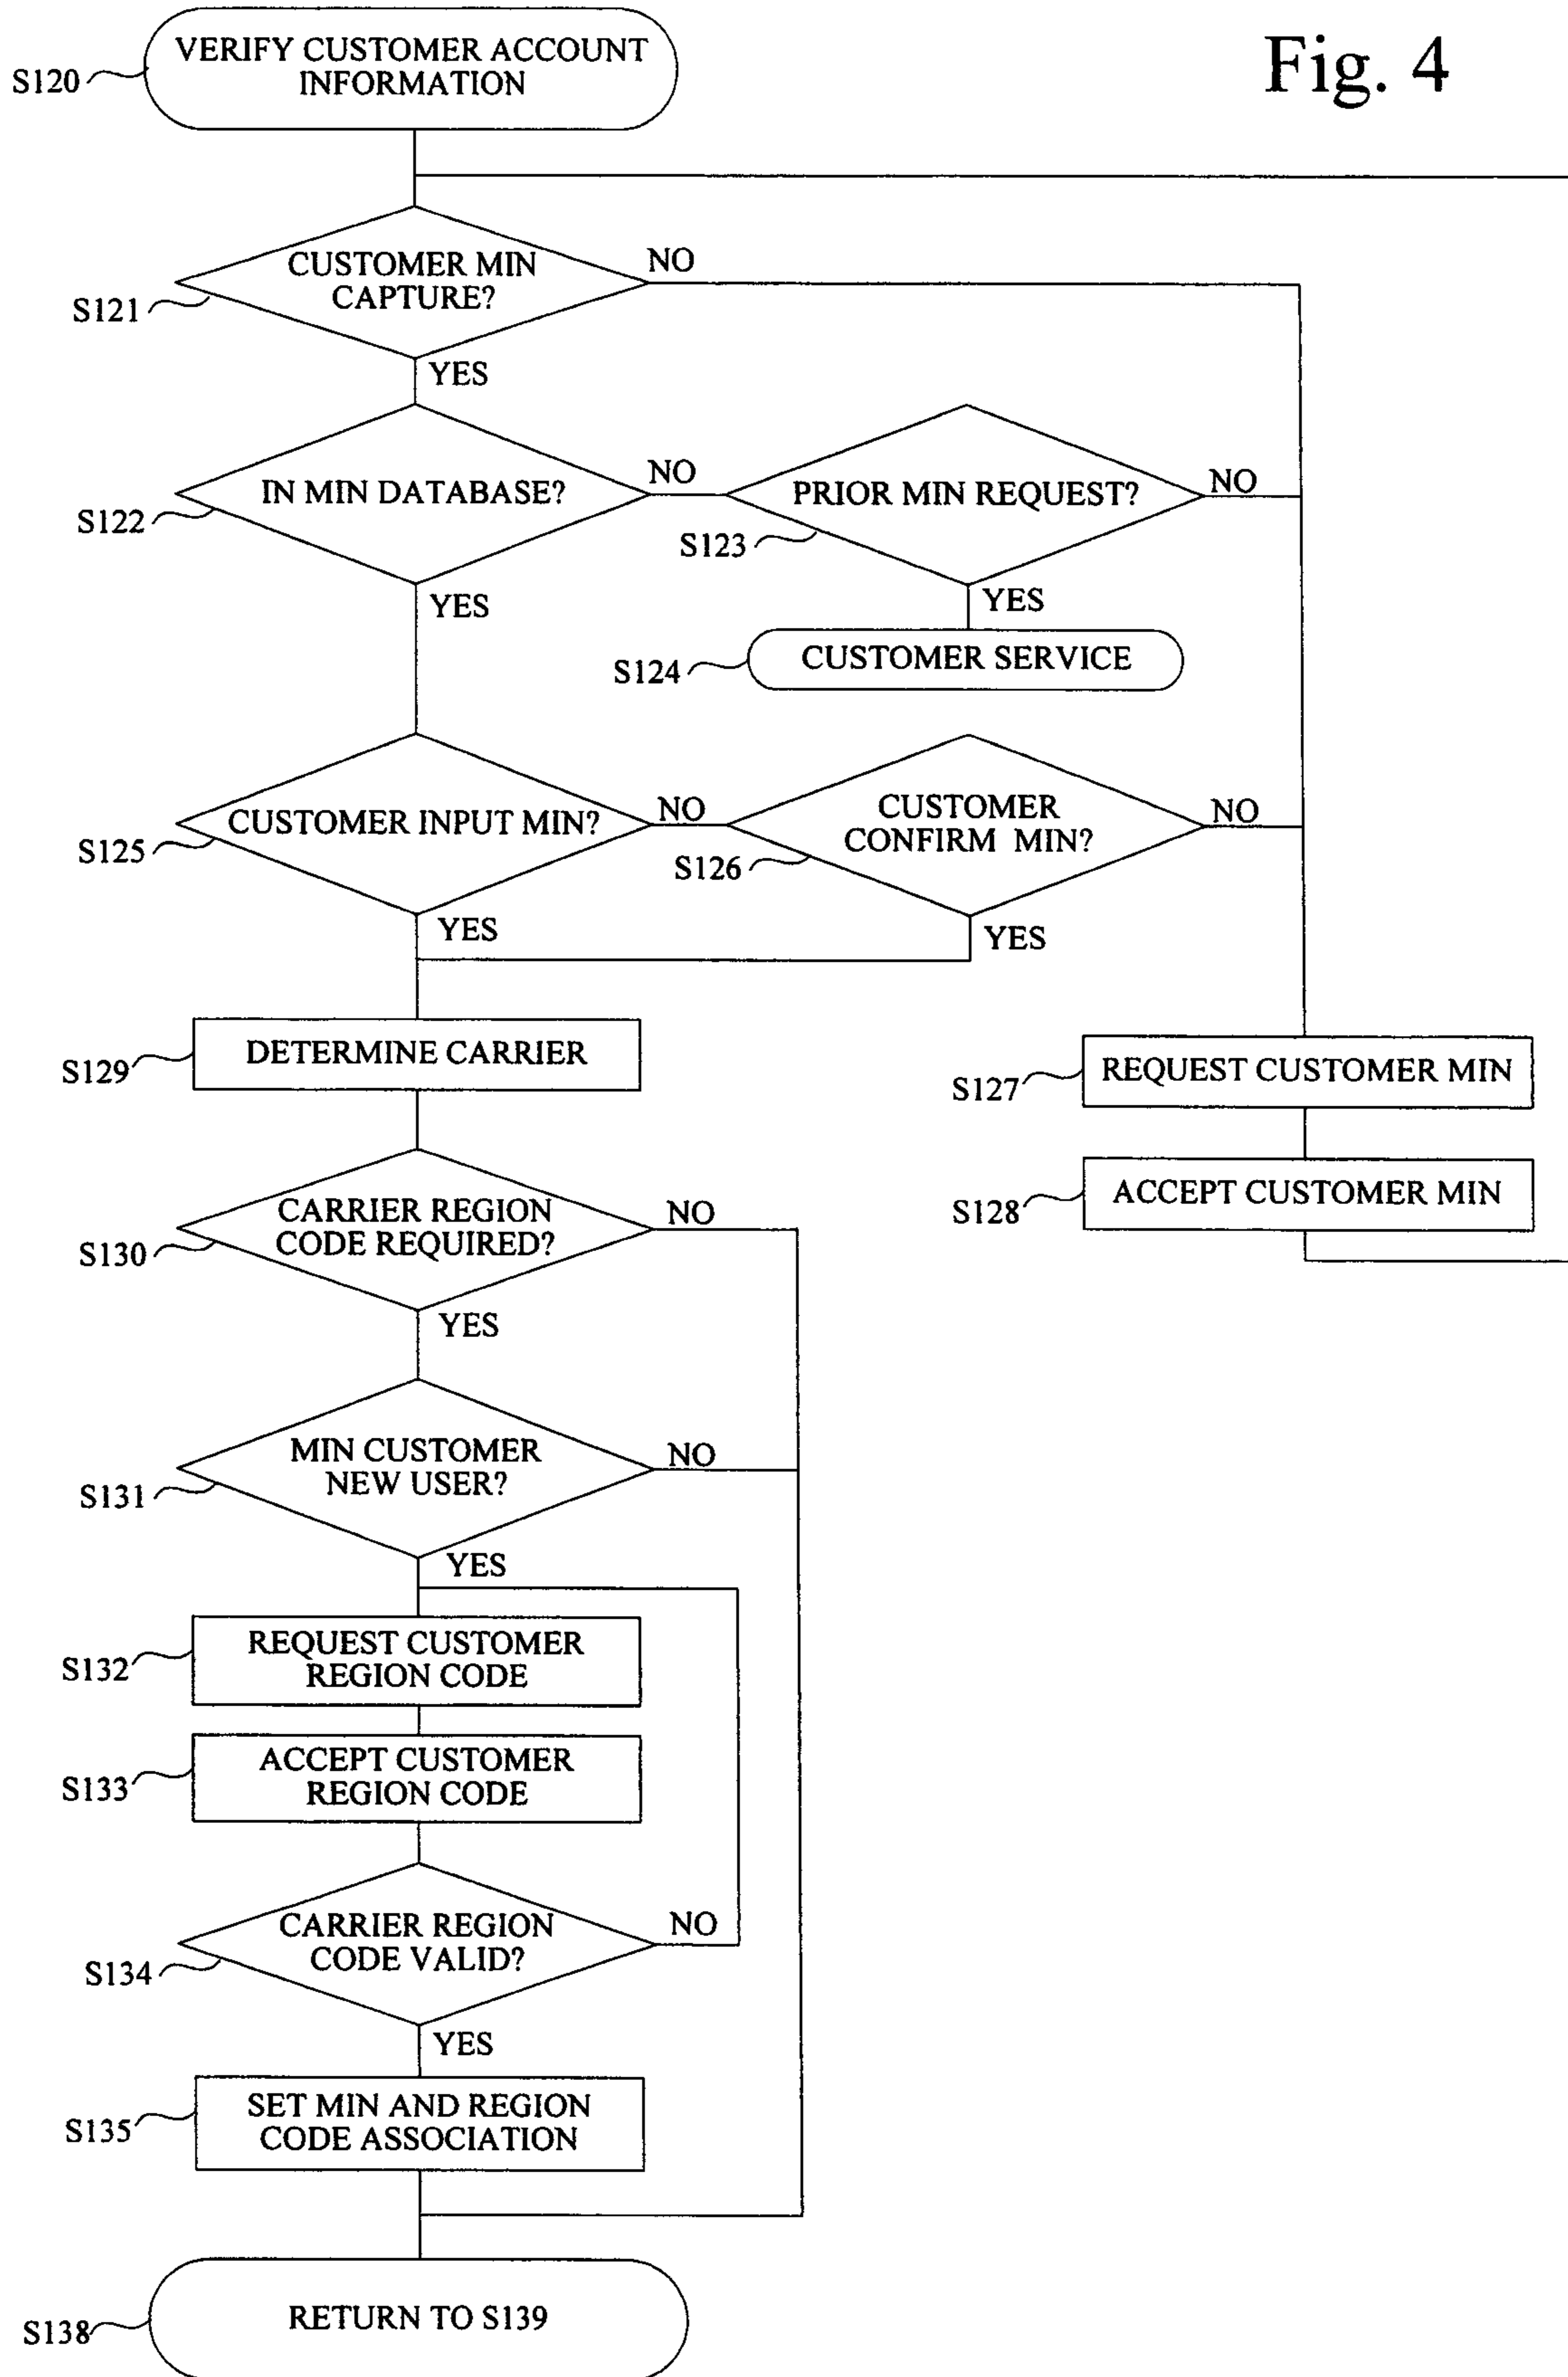 Fig. 4
VERIFY CUSTOMER ACCOUNT
INFORMATION
S120
CUSTOMER MIN
CAPTURE?
NO
S121
YES
IN MIN DATABASE?
NO
S122
PRIOR MIN REQUEST?
NO
S123
YES
YES
CUSTOMER SERVICE
S124
CUSTOMER INPUT MIN?
NO
S125
CUSTOMER
CONFIRM MIN?
NO
S126
YES
YES
DETERMINE CARRIER
S129
REQUEST CUSTOMER MIN
S127
ACCEPT CUSTOMER MIN
S128
CARRIER REGION
CODE REQUIRED?
NO
S130
YES
MIN CUSTOMER
NEW USER?
NO
S131
YES
REQUEST CUSTOMER
REGION CODE
S132
ACCEPT CUSTOMER
REGION CODE
S133
CARRIER REGION
CODE VALID?
NO
S134
YES
SET MIN AND REGION
CODE ASSOCIATION
S135
RETURN TO S139
S138